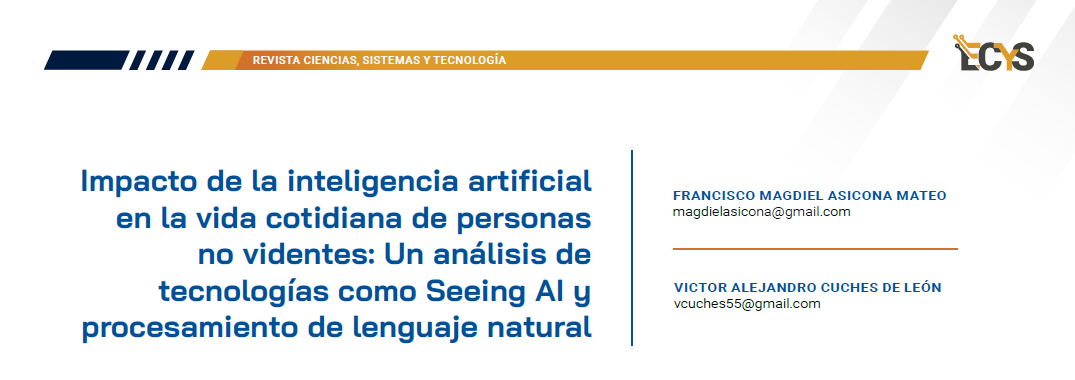 REVISTA CIENCIAS, SISTEMAS Y TECNOLOGÍA
ECYS
Impacto de la inteligencia artificial
en la vida cotidiana de personas
no videntes: Un análisis de
tecnologías como Seeing AI y
procesamiento de lenguaje natural
FRANCISCO MAGDIEL ASICONA MATEO
magdielasicona@gmail.com
VICTOR ALEJANDRO CUCHES DE LEÓN
vcuches55@gmail.com